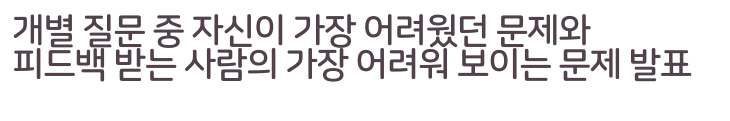 개별 질문 중 자신이 가장 어려웠던 문제와
피드백 받는 사람의 가장 어려워 보이는 문제 발표